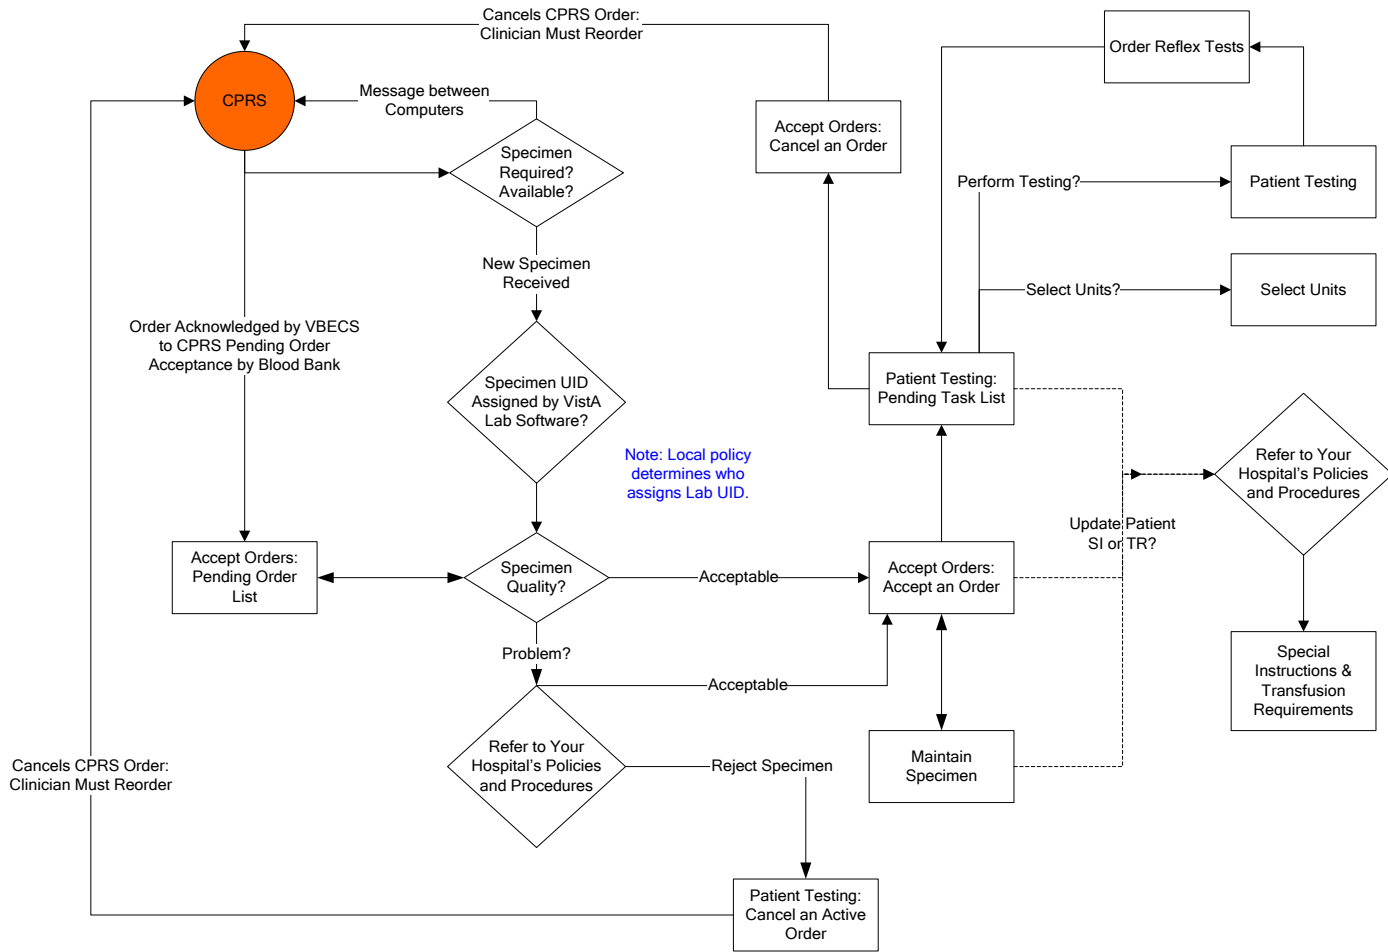 Cancels CPRS Order:
Clinician Must Reorder
Order Reflex Tests
CPRS
Message between
Computers
Accept Orders:
Cancel an Order
Specimen
Required?
Available?
Perform Testing?
Patient Testing
New Specimen
Received
Select Units?
Select Units
Order Acknowledged by VBECS
to CPRS Pending Order
Acceptance by Blood Bank
Specimen UID
Assigned by VistA
Lab Software?
Patient Testing:
Pending Task List
Note: Local policy
determines who
assigns Lab UID.
Refer to Your
Hospital's Policies
and Procedures
Update Patient
SI or TR?
Accept Orders:
Pending Order
List
Specimen
Quality?
Acceptable
Accept Orders:
Accept an Order
Problem?
Acceptable
Special
Instructions &
Transfusion
Requirements
Refer to Your
Hospital's Policies
and Procedures
Reject Specimen
Maintain
Specimen
Cancels CPRS Order:
Clinician Must Reorder
Patient Testing:
Cancel an Active
Order